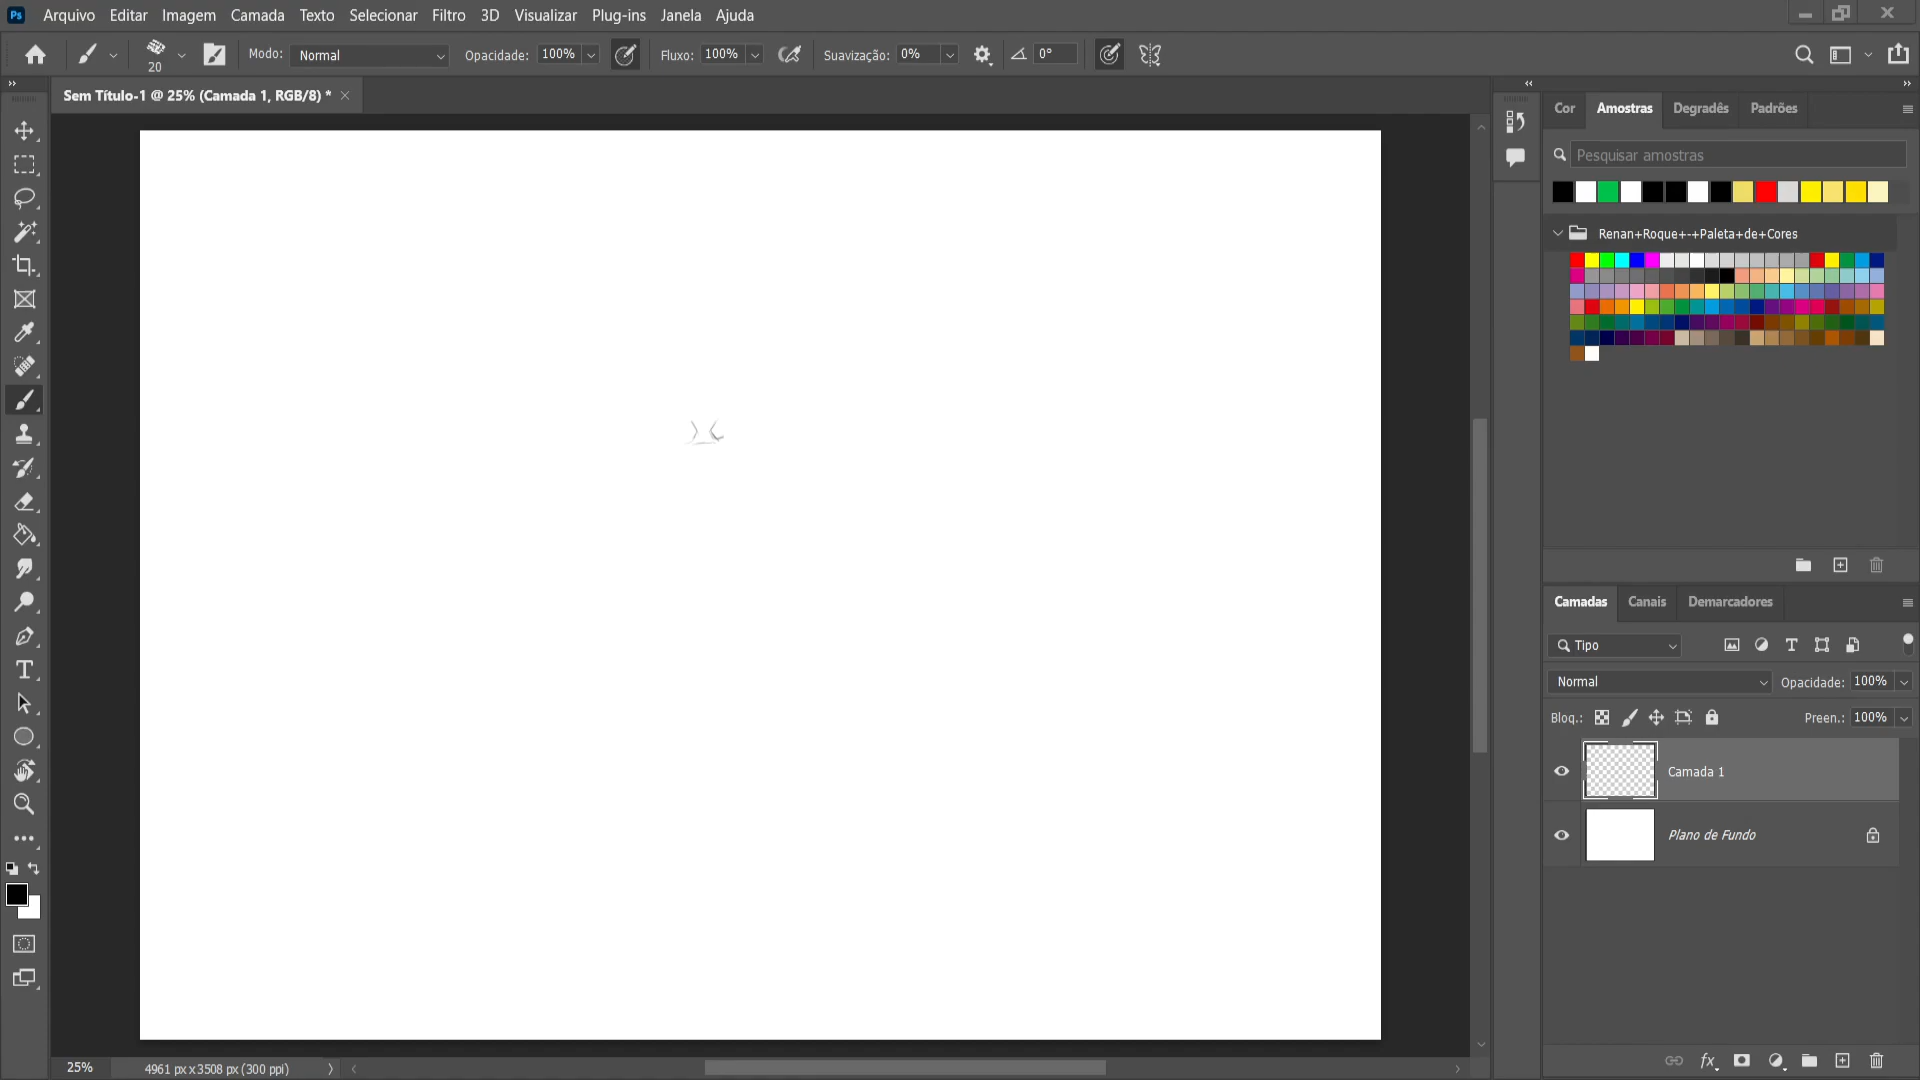 Ps Arquivo Editar Imagem Camada Texto Selecionar Filtro 3D Visualizar Plug-ins Janela Ajuda
20 Modo: Normal Opacidade: 100% Fluxo: 100% Suavização: 0% 0°
Sem Título-1 @ 25% (Camada 1, RGB/8) *
Cor Amostras Degradês Padrões
Pesquisar amostras
Renan+Roque+-+Paleta+de+Cores
Camadas Canais Demarcadores
Tipo
Normal Opacidade: 100%
Bloq.: Preen.: 100%
Camada 1
Plano de Fundo
25% 4961 px x 3508 px (300 ppi)
fx